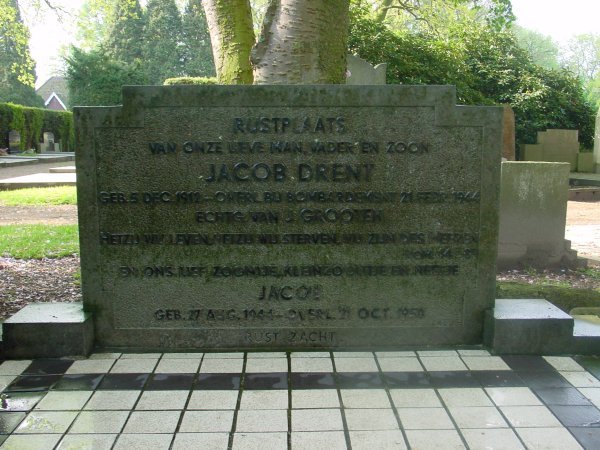 RUSTPLAATS
VAN ONZE LIEVE MAN, VADER EN ZOON
JACOB DRENT
GEB. 5 DEC. 1912 - OVERL. BIJ BOMBARDEMENT 21 FEBR. 1944
ECHTG. VAN J. GROOTEN
HETZIJ WIJ LEVEN, HETZIJ WIJ STERVEN, WIJ ZIJN DES HEEREN
ROM. 14:8
EN ONS LIEF ZOONTJE, KLEINZOONTJE EN NEEFJE
JACOB
GEB. 27 AUG. 1944 - OVERL. 21 OCT. 1950
RUST ZACHT